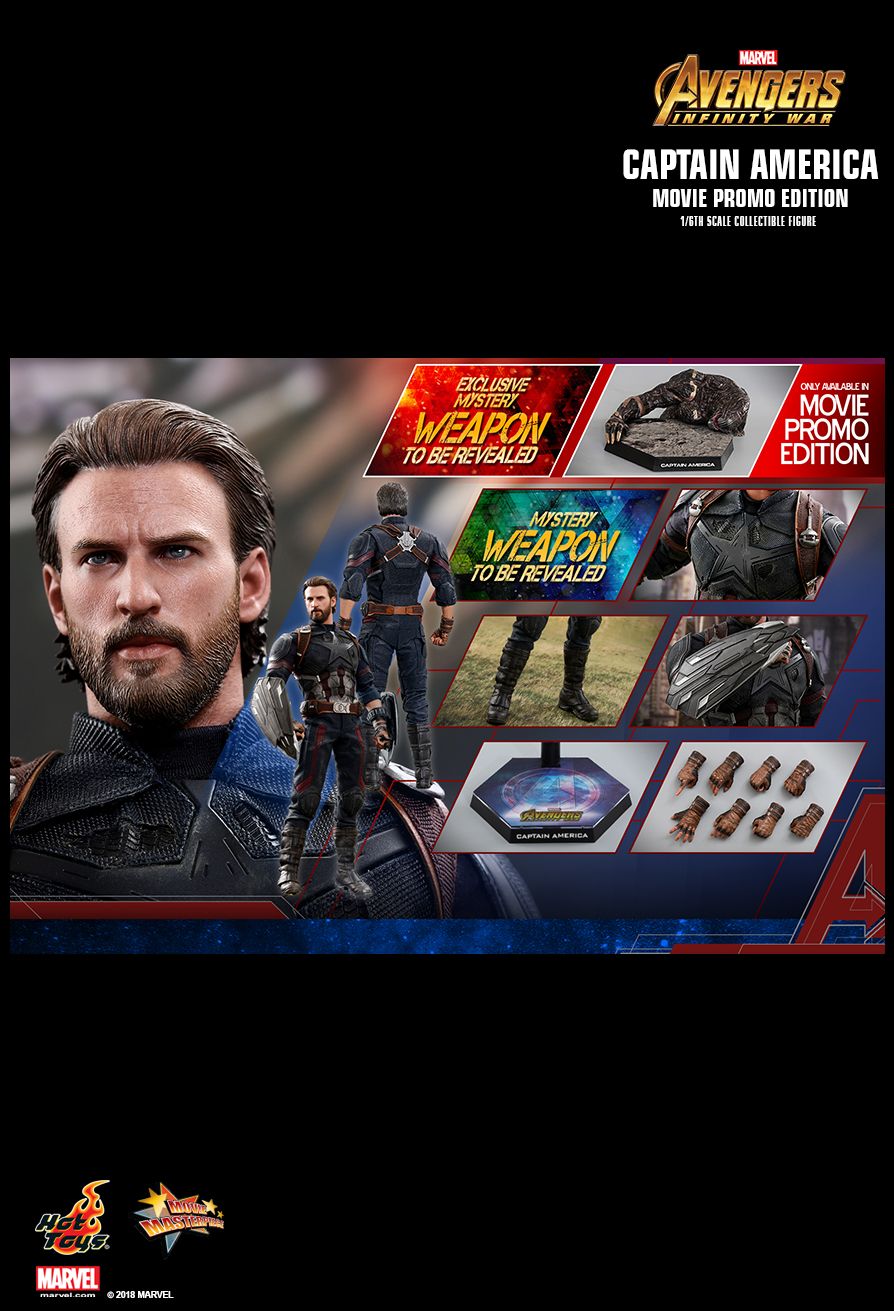 MARVEL
AVENGERS
INFINITY WAR
CAPTAIN AMERICA
MOVIE PROMO EDITION
1/6TH SCALE COLLECTIBLE FIGURE
EXCLUSIVE
MYSTERY
WEAPON
TO BE REVEALED
CAPTAIN AMERICA
ONLY AVAILABLE IN
MOVIE
PROMO
EDITION
MYSTERY
WEAPON
TO BE REVEALED
AVENGERS
CAPTAIN AMERICA
Hot
Toys
MOVIE
MASTERPIECE
MARVEL
marvel.com
© 2018 MARVEL